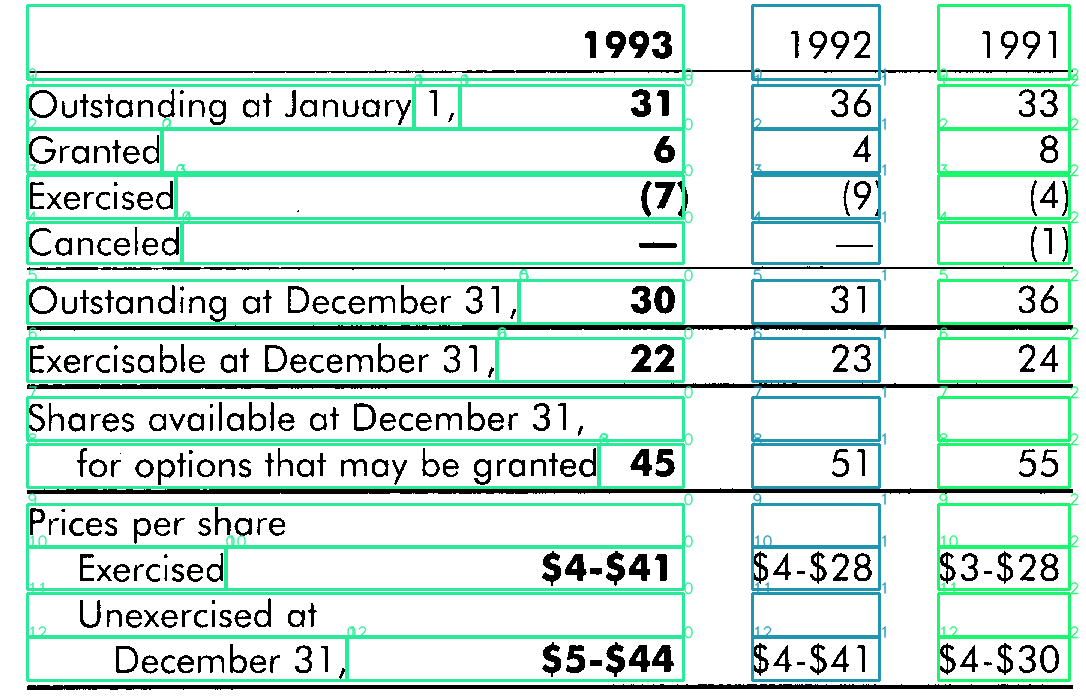 1993 1992 1991
Outstanding at January 1, 31 36 33
Granted 6 4 8
Exercised (7) (9) (4)
Canceled — — (1)
Outstanding at December 31, 30 31 36
Exercisable at December 31, 22 23 24
Shares available at December 31,
for options that may be granted 45 51 55
Prices per share
Exercised $4-$41 $4-$28 $3-$28
Unexercised at
December 31, $5-$44 $4-$41 $4-$30